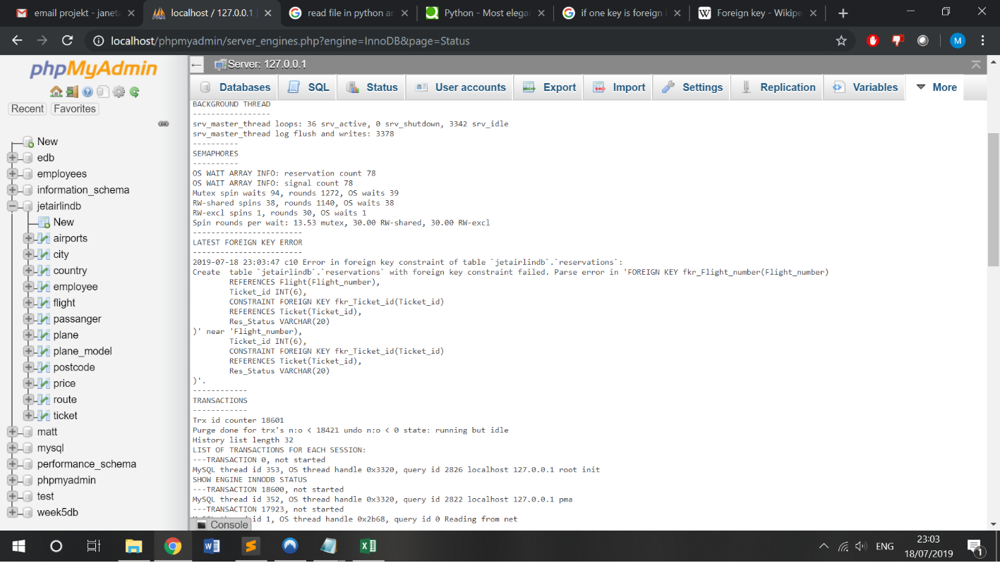 email projekt - janeta
localhost / 127.0.0.1
read file in python an
Python - Most elegan
if one key is foreign
Foreign key - Wikipe
localhost/phpmyadmin/server_engines.php?engine=InnoDB&page=Status
M
phpMyAdmin
Recent
Favorites
New
edb
employees
information_schema
jetairlindb
New
airports
city
country
employee
flight
passanger
plane
plane_model
postcode
price
route
ticket
matt
mysql
performance_schema
phpmyadmin
test
week5db
Server: 127.0.0.1
Databases
SQL
Status
User accounts
Export
Import
Settings
Replication
Variables
More
BACKGROUND THREAD
-----------------
srv_master_thread loops: 36 srv_active, 0 srv_shutdown, 3342 srv_idle
srv_master_thread log flush and writes: 3378
----------
SEMAPHORES
----------
OS WAIT ARRAY INFO: reservation count 78
OS WAIT ARRAY INFO: signal count 78
Mutex spin waits 94, rounds 1272, OS waits 39
RW-shared spins 38, rounds 1140, OS waits 38
RW-excl spins 1, rounds 30, OS waits 1
Spin rounds per wait: 13.53 mutex, 30.00 RW-shared, 30.00 RW-excl
------------------------
LATEST FOREIGN KEY ERROR
------------------------
2019-07-18 23:03:47 c10 Error in foreign key constraint of table `jetairlindb`.`reservations`:
Create  table `jetairlindb`.`reservations` with foreign key constraint failed. Parse error in 'FOREIGN KEY fkr_Flight_number(Flight_number)
REFERENCES Flight(Flight_number),
Ticket_id INT(6),
CONSTRAINT FOREIGN KEY fkr_Ticket_id(Ticket_id)
REFERENCES Ticket(Ticket_id),
Res_Status VARCHAR(20)
)' near 'Flight_number),
Ticket_id INT(6),
CONSTRAINT FOREIGN KEY fkr_Ticket_id(Ticket_id)
REFERENCES Ticket(Ticket_id),
Res_Status VARCHAR(20)
)'.
------------
TRANSACTIONS
------------
Trx id counter 18601
Purge done for trx's n:o < 18421 undo n:o < 0 state: running but idle
History list length 32
LIST OF TRANSACTIONS FOR EACH SESSION:
---TRANSACTION 0, not started
MySQL thread id 353, OS thread handle 0x3320, query id 2826 localhost 127.0.0.1 root init
SHOW ENGINE INNODB STATUS
---TRANSACTION 18600, not started
MySQL thread id 352, OS thread handle 0x3320, query id 2822 localhost 127.0.0.1 pma
---TRANSACTION 17923, not started
id 1, OS thread handle 0x2b68, query id 0 Reading from net
Console
ENG
23:03
18/07/2019
1